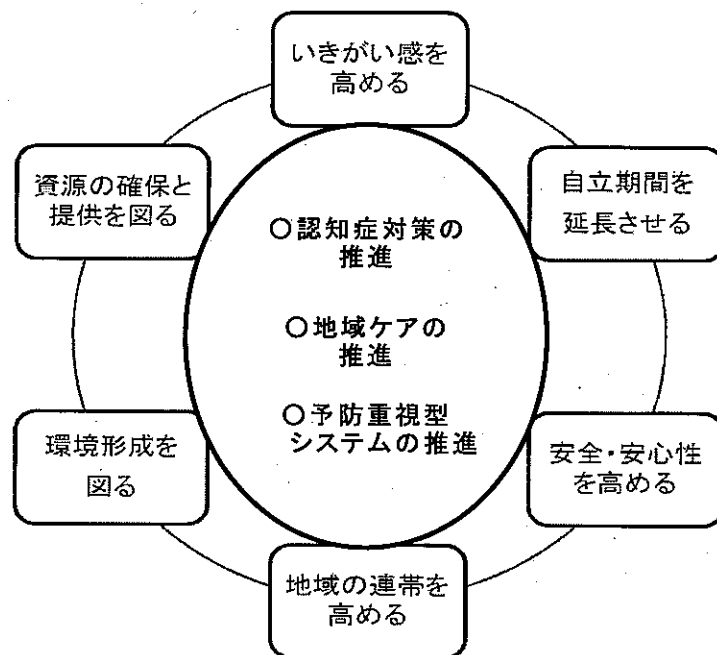 いきがい感を
高める
資源の確保と
提供を図る
自立期間を
延長させる
○認知症対策の
推進
○地域ケアの
推進
○予防重視型
システムの推進
環境形成を
図る
安全・安心性
を高める
地域の連帯を
高める